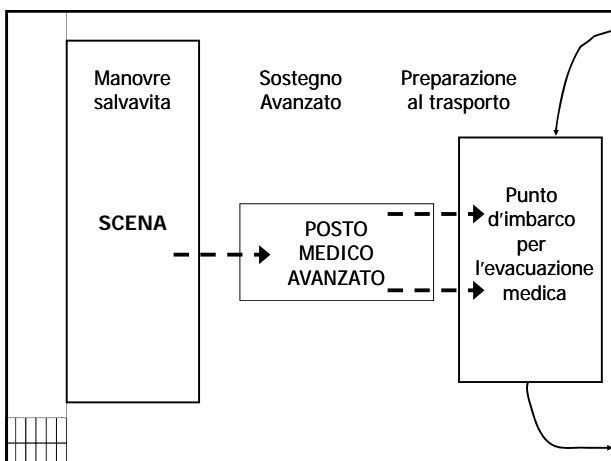 Manovre
salvavita
Sostegno
Avanzato
Preparazione
al trasporto
SCENA
POSTO
MEDICO
AVANZATO
Punto
d'imbarco
per
l'evacuazione
medica